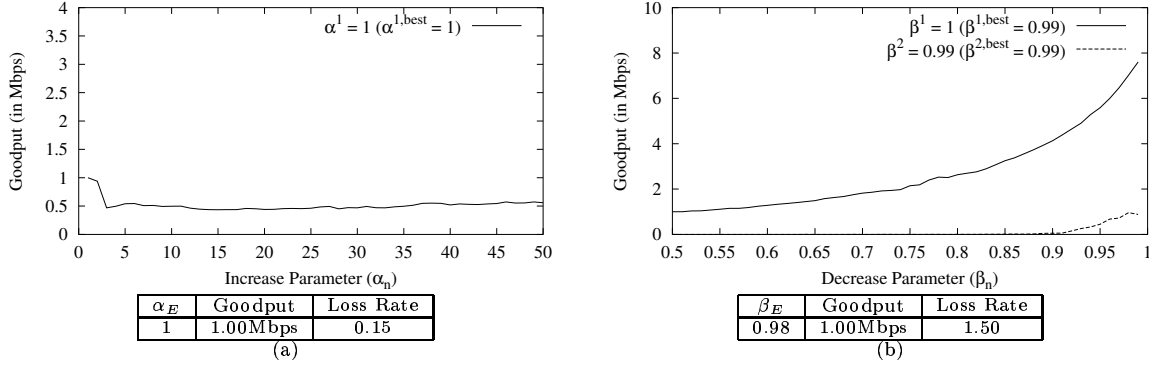 α¹ = 1 (α¹,best = 1)
4
3.5
3
2.5
2
1.5
1
0.5
0
Goodput (in Mbps)
0 5 10 15 20 25 30 35 40 45 50
Increase Parameter (αₙ)
α_E Goodput Loss Rate
1 1.00Mbps 0.15
(a)
β¹ = 1 (β¹,best = 0.99)
β² = 0.99 (β²,best = 0.99)
10
8
6
4
2
0
Goodput (in Mbps)
0.5 0.55 0.6 0.65 0.7 0.75 0.8 0.85 0.9 0.95 1
Decrease Parameter (βₙ)
β_E Goodput Loss Rate
0.98 1.00Mbps 1.50
(b)